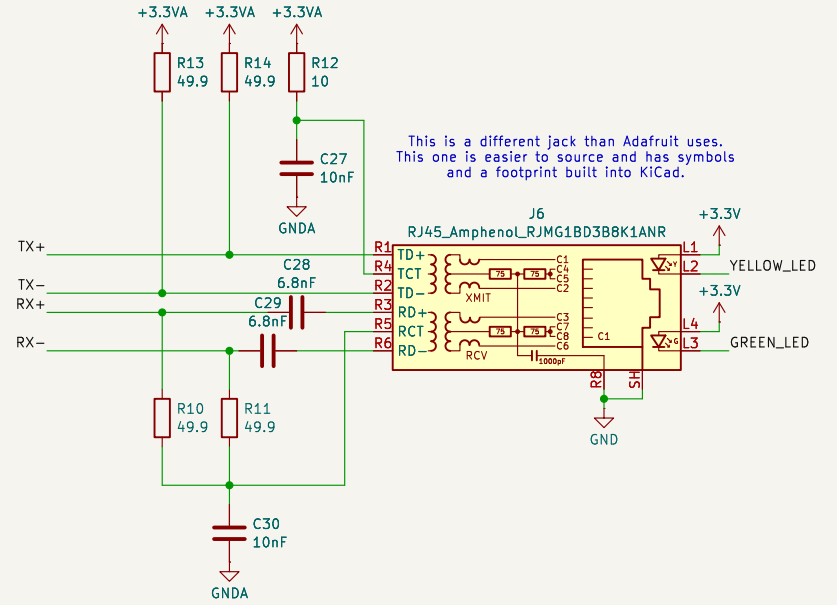 +3.3VA +3.3VA +3.3VA
R13 R14 R12
49.9 49.9 10
This is a different jack than Adafruit uses.
This one is easier to source and has symbols
and a footprint built into KiCad.
C27
10nF
GNDA
J6
RJ45_Amphenol_RJMG1BD3B8K1ANR
+3.3V
TX+ R1 TD+ C1 L1
C28 R4 TCT 75 75 C4 C5 Y L2 YELLOW_LED
6.8nF
TX- R2 TD- C2
XMIT
RX+ C29 R3 RD+ C3 +3.3V
6.8nF R5 RCT 75 75 C7 C8 C1 L4
RX- R6 RD- C6 G L3 GREEN_LED
RCV 1000pF
R8 SH
R10 R11
49.9 49.9
GND
C30
10nF
GNDA